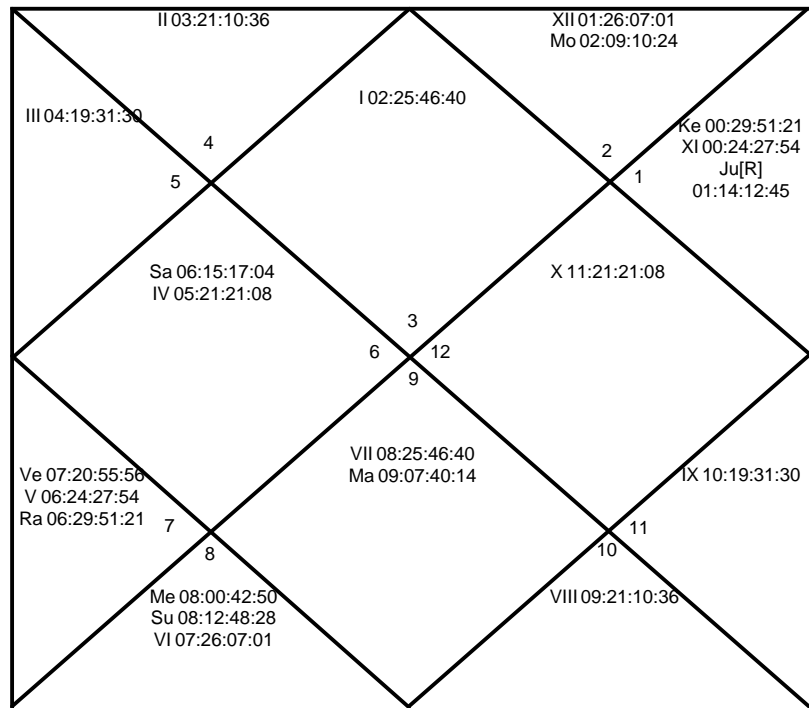 II 03:21:10:36
XII 01:26:07:01
Mo 02:09:10:24
I 02:25:46:40
III 04:19:31:30
Ke 00:29:51:21
XI 00:24:27:54
Ju[R]
01:14:12:45
4
2
5
1
Sa 06:15:17:04
IV 05:21:21:08
X 11:21:21:08
3
6
12
9
VII 08:25:46:40
Ma 09:07:40:14
Ve 07:20:55:56
V 06:24:27:54
Ra 06:29:51:21
IX 10:19:31:30
7
11
8
10
Me 08:00:42:50
Su 08:12:48:28
VI 07:26:07:01
VIII 09:21:10:36